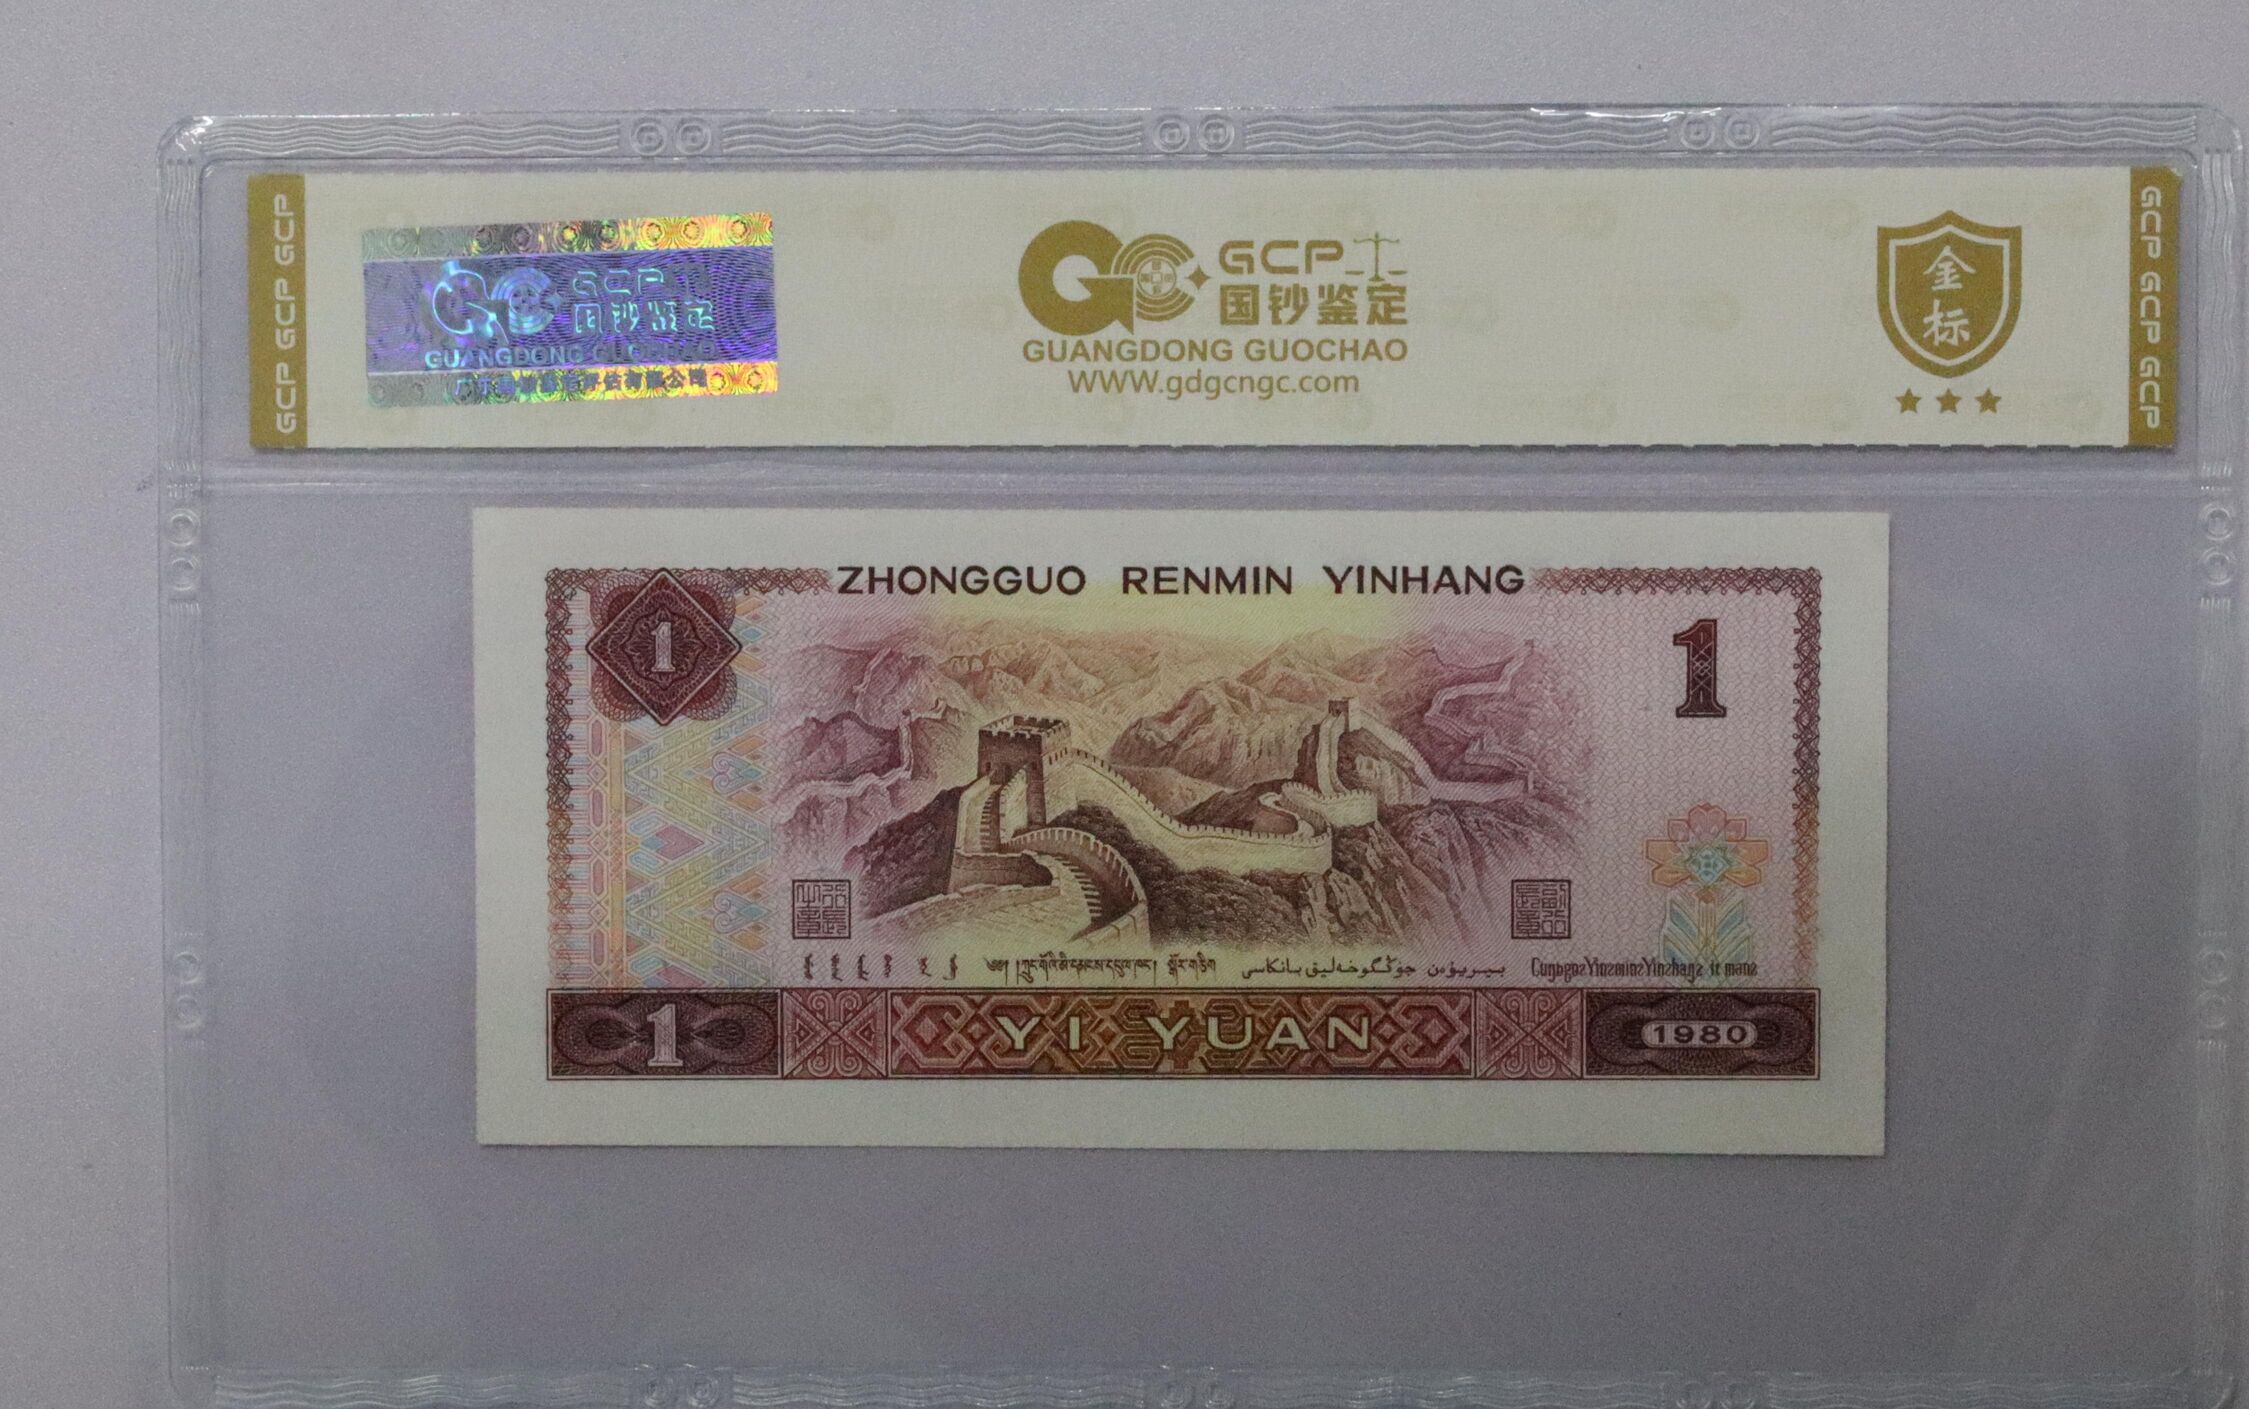 GCP GCP GCP
GCP
国钞鉴定
GUANGDONG GUOCHAO
GCP
国钞鉴定
GUANGDONG GUOCHAO
www.gdgcngc.com
金
标
GCP GCP GCP
ZHONGGUO RENMIN YINHANG
1
1
1
YI YUAN
1980